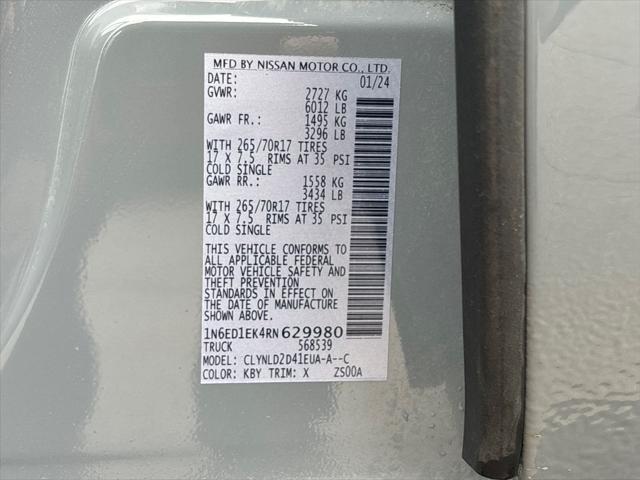 MFD BY NISSAN MOTOR CO., LTD.
DATE: 01/24
GVWR: 2727 KG
6012 LB
GAWR FR.: 1495 KG
3296 LB
WITH 265/70R17 TIRES
17 X 7.5 RIMS AT 35 PSI
COLD SINGLE
GAWR RR.: 1558 KG
3434 LB
WITH 265/70R17 TIRES
17 X 7.5 RIMS AT 35 PSI
COLD SINGLE
THIS VEHICLE CONFORMS TO
ALL APPLICABLE FEDERAL
MOTOR VEHICLE SAFETY AND
THEFT PREVENTION
STANDARDS IN EFFECT ON
THE DATE OF MANUFACTURE
SHOWN ABOVE.
1N6ED1EK4RN629980
TRUCK 568539
MODEL: CLYNLD2D41EUA-A--C
COLOR: KBY TRIM: X ZS00A